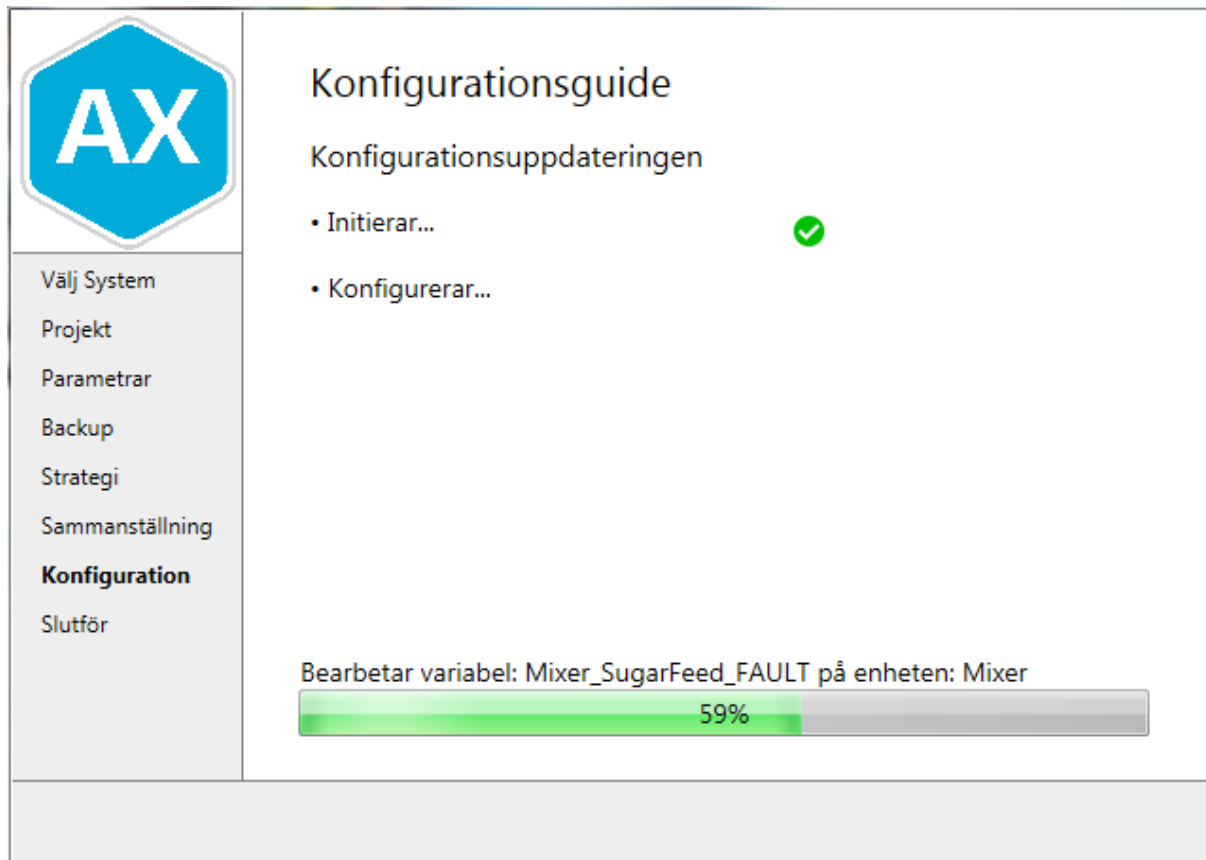 AX
Konfigurationsguide
Konfigurationsuppdateringen
• Initierar...
• Konfigurerar...
Välj System
Projekt
Parametrar
Backup
Strategi
Sammanställning
Konfiguration
Slutför
Bearbetar variabel: Mixer_SugarFeed_FAULT på enheten: Mixer
59%